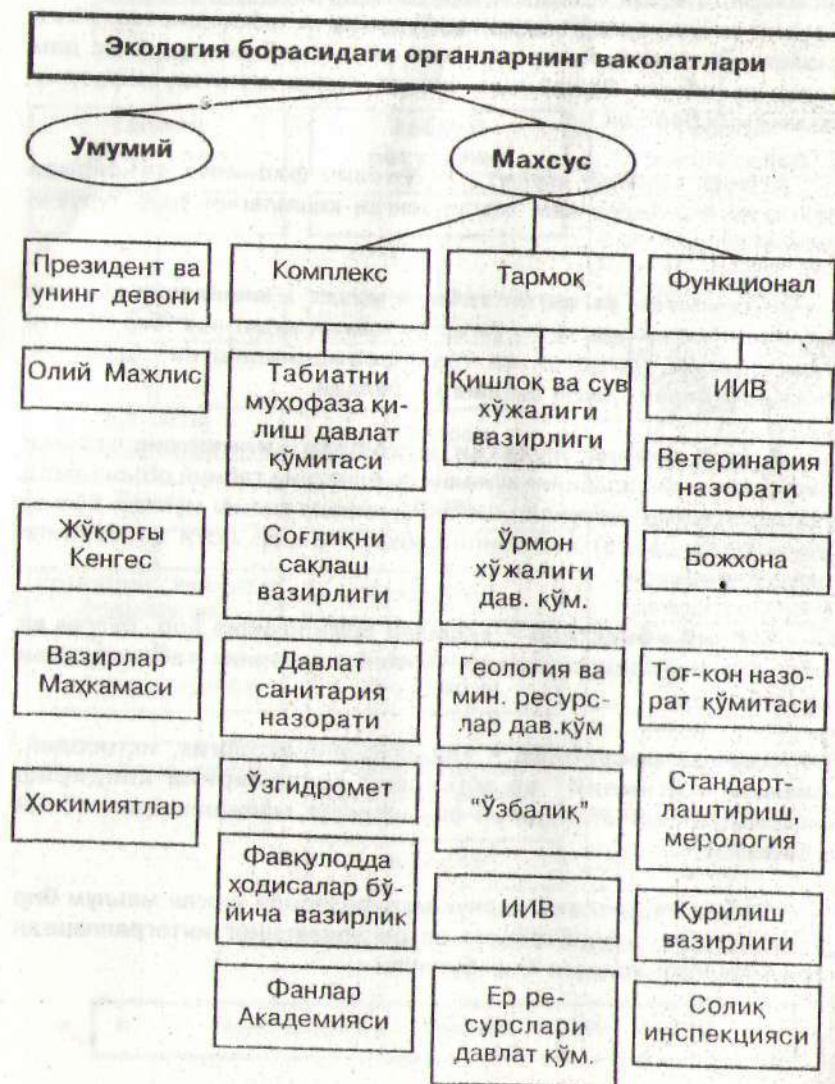 Экология борасидаги органларнинг ваколатлари
Умумий
Махсус
Президент ва
унинг девони
Олий Мажлис
Жўқорғы
Кенгес
Вазирлар
Маҳкамаси
Ҳокимиятлар
Комплекс
Табиатни
муҳофаза қи-
лиш давлат
қўмитаси
Соғлиқни
сақлаш
вазирлиги
Давлат
санитария
назорати
Ўзгидромет
Фавқулодда
ҳодисалар бў-
йича вазирлик
Фанлар
Академияси
Тармоқ
Қишлоқ ва сув
хўжалиги
вазирлиги
Ўрмон
хўжалиги
дав. қўм.
Геология ва
мин ресурс-
лар дав.қўм
"Ўзбалиқ"
ИИВ
Ер ре-
сурслари
давлат қўм.
Функционал
ИИВ
Ветеринария
назорати
Божхона
Тоғ-кон назо-
рат қўмитаси
Стандарт-
лаштириш,
мерология
Қурилиш
вазирлиги
Солиқ
инспекцияси